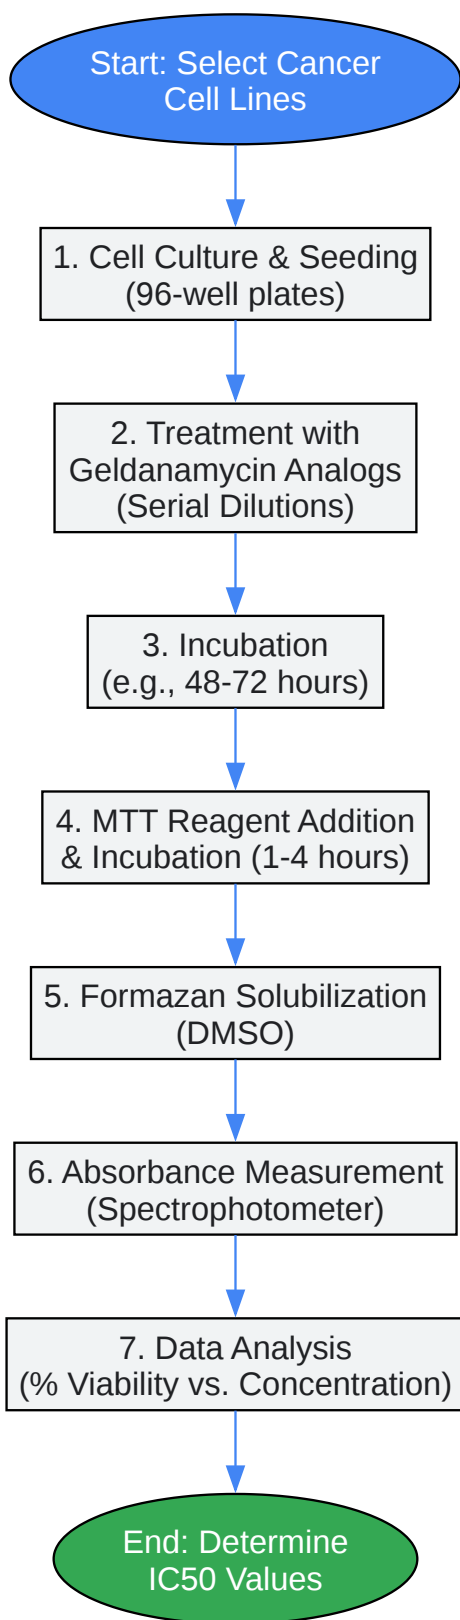 Start: Select Cancer
Cell Lines
1. Cell Culture & Seeding
(96-well plates)
2. Treatment with
Geldanamycin Analogs
(Serial Dilutions)
3. Incubation
(e.g., 48-72 hours)
4. MTT Reagent Addition
& Incubation (1-4 hours)
5. Formazan Solubilization
(DMSO)
6. Absorbance Measurement
(Spectrophotometer)
7. Data Analysis
(% Viability vs. Concentration)
End: Determine
IC50 Values